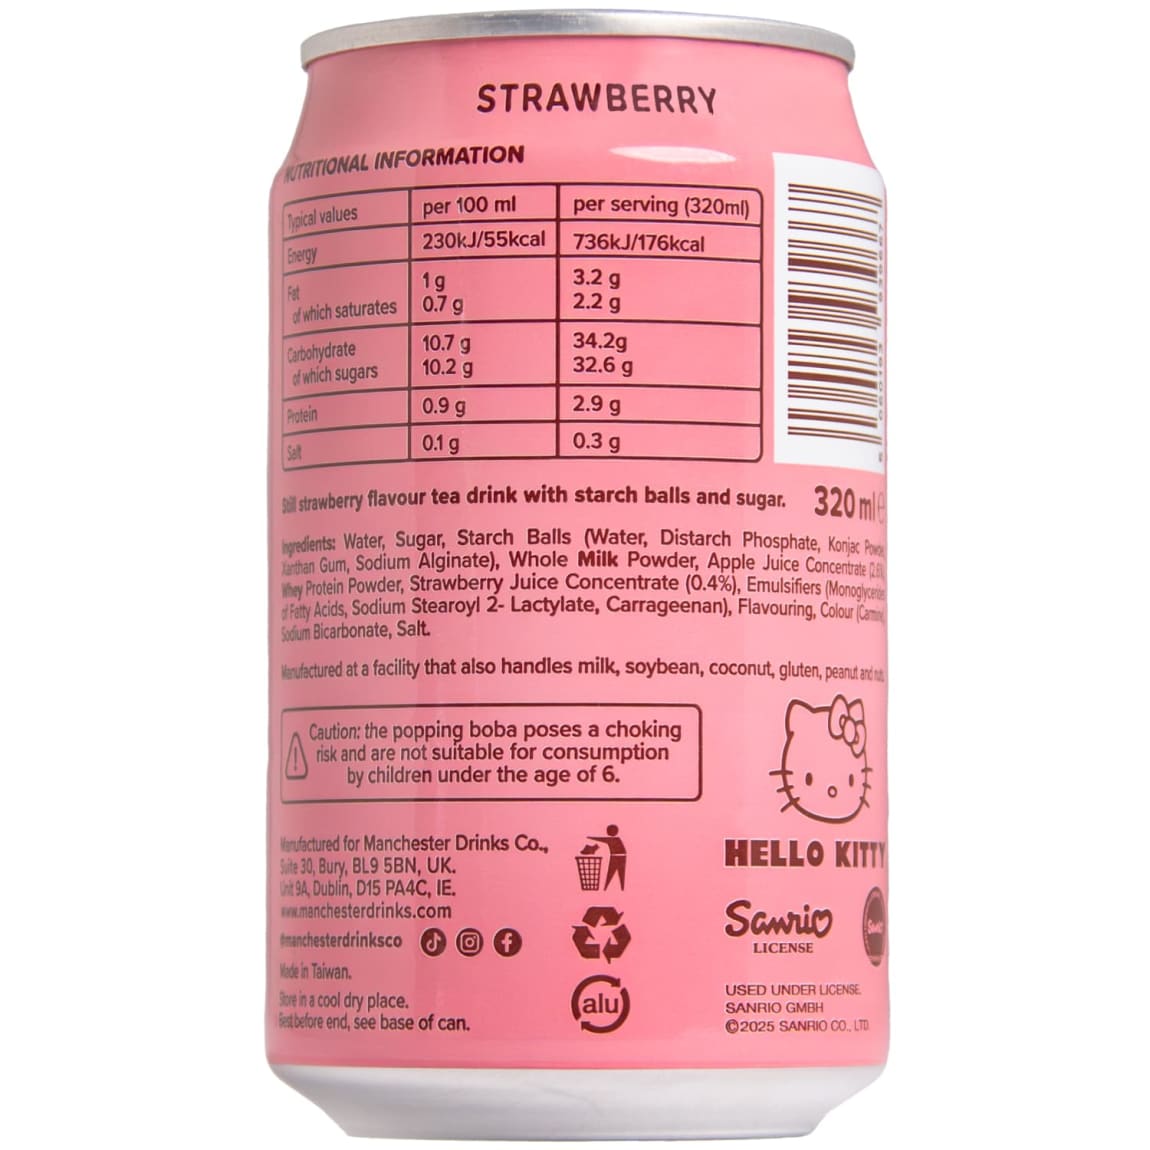 STRAWBERRY
NUTRITIONAL INFORMATION
Typical values per 100 ml per serving (320ml)
Energy 230kJ/55kcal 736kJ/176kcal
Fat 1 g 3.2 g
of which saturates 0.7 g 2.2 g
Carbohydrate 10.7 g 34.2g
of which sugars 10.2 g 32.6 g
Protein 0.9 g 2.9 g
Salt 0.1 g 0.3 g
Still strawberry flavour tea drink with starch balls and sugar. 320 ml e
Ingredients: Water, Sugar, Starch Balls (Water, Distarch Phosphate, Konjac Powder,
Xanthan Gum, Sodium Alginate), Whole Milk Powder, Apple Juice Concentrate
Whey Protein Powder, Strawberry Juice Concentrate (0.4%), Emulsifiers (Monoglycerides
of Fatty Acids, Sodium Stearoyl 2- Lactylate, Carrageenan), Flavouring, Colour (Carmine),
Sodium Bicarbonate, Salt.
Manufactured at a facility that also handles milk, soybean, coconut, gluten, peanut and nuts.
Caution: the popping boba poses a choking
risk and are not suitable for consumption
by children under the age of 6.
Manufactured for Manchester Drinks Co.,
Suite 30, Bury, BL9 5BN, UK.
Unit 9A, Dublin, D15 PA4C, IE.
www.manchesterdrinks.com
#manchesterdrinksco
Made in Taiwan.
Store in a cool dry place.
Best before end, see base of can.
alu
HELLO KITTY
Sanrio
LICENSE
USED UNDER LICENSE.
SANRIO GMBH
©2025 SANRIO CO., LTD